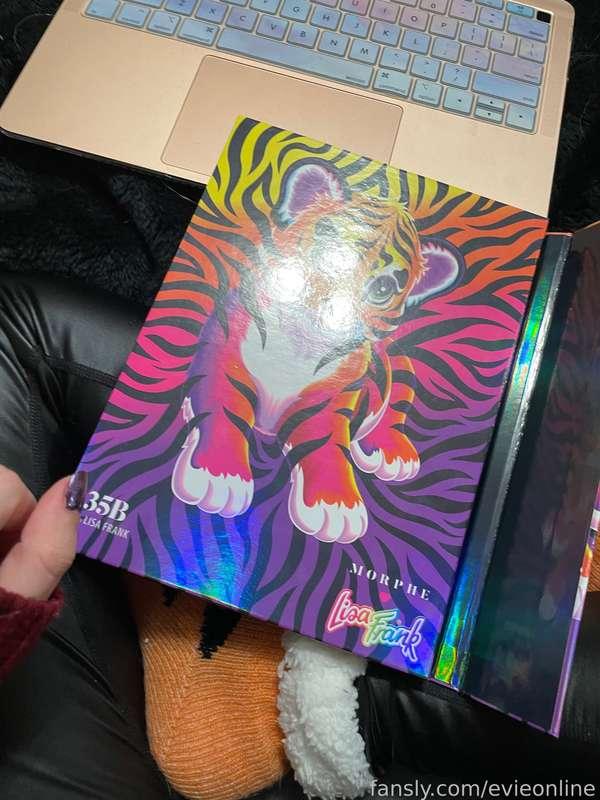 35B
LISA FRANK
MORPHE
Lisa Frank
fansly.com/evieonline